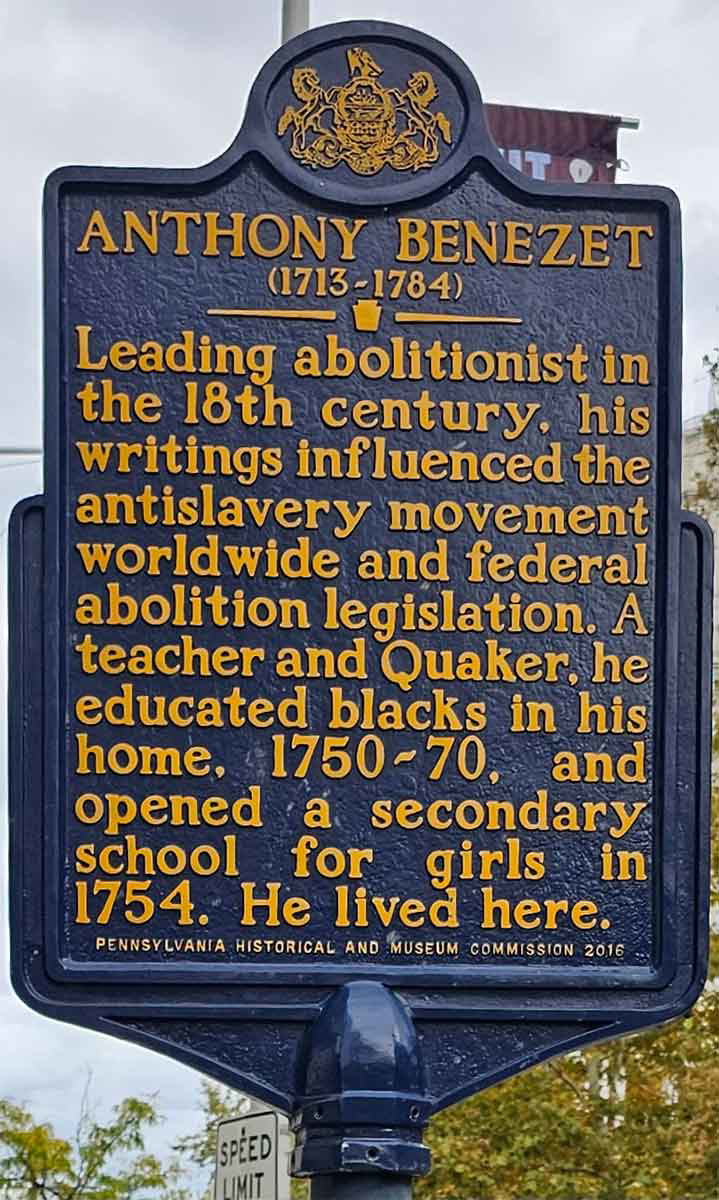 IT
ANTHONY BENEZET
(1713-1784)
Leading abolitionist in
the 18th century, his
writings influenced the
antislavery movement
worldwide and federal
abolition legislation. A
teacher and Quaker, he
educated blacks in his
home, 1750-70, and
opened a secondary
school for girls in
1754. He lived here.
PENNSYLVANIA HISTORICAL AND MUSEUM COMMISSION 2016
SPEED
LIMIT